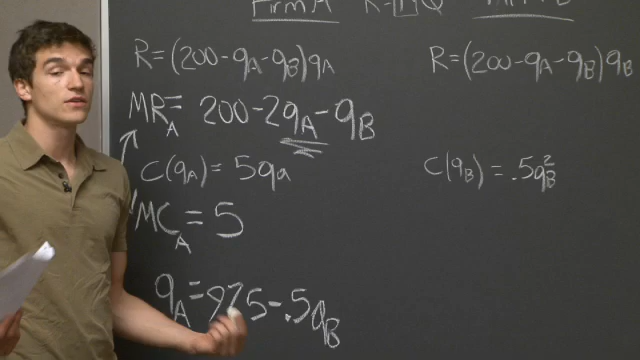 Firm A
R = (200 - qA - qB) qA
R = (200 - qA - qB) qB
MRA = 200 - 2qA - qB
C(qA) = 5qA
C(qB) = .5qB²
MCA = 5
qA = 97.5 - .5qB